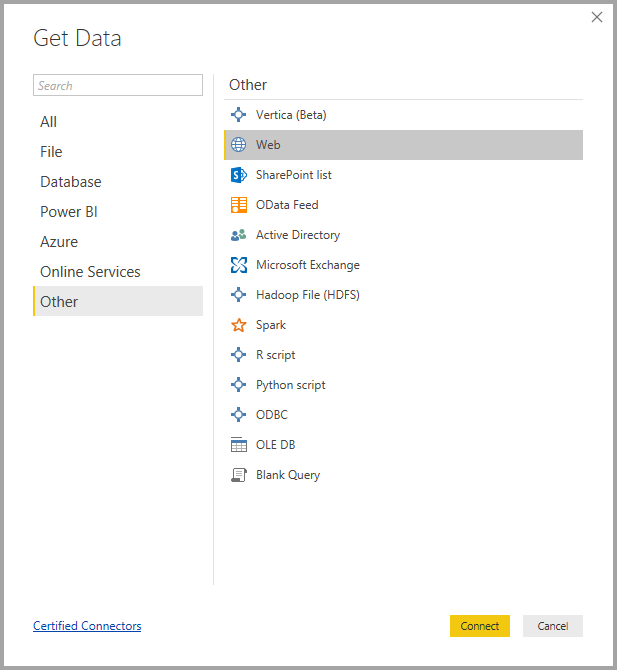 Get Data
Search
All
File
Database
Power BI
Azure
Online Services
Other
Other
Vertica (Beta)
Web
SharePoint list
OData Feed
Active Directory
Microsoft Exchange
Hadoop File (HDFS)
Spark
R script
Python script
ODBC
OLE DB
Blank Query
Certified Connectors
Connect
Cancel